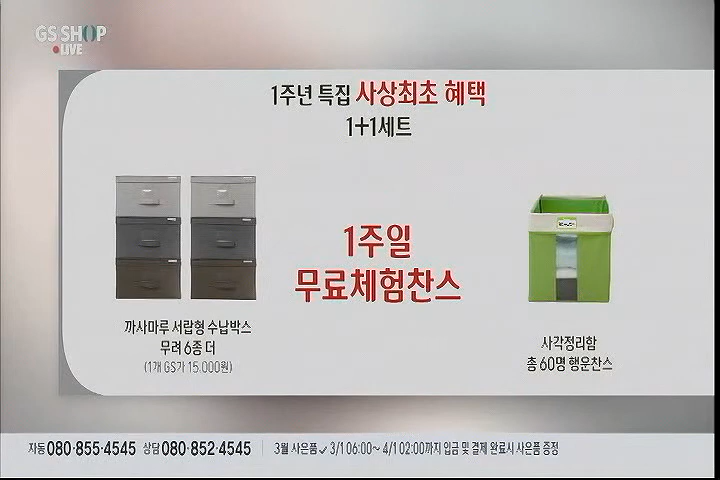 GS SHOP
LIVE
1주년 특집 사상최초 혜택
1+1세트
1주일
무료체험찬스
까사마루 서랍형 수납박스
무려 6종 더
(1개 GS가 15.000원)
사각정리함
총 60명 행운찬스
자동 080·855·4545 상담 080·852·4545 3월 사은품✓ 3/1 06:00~ 4/1 02:00까지 입금 및 결제 완료시 사은품 증정